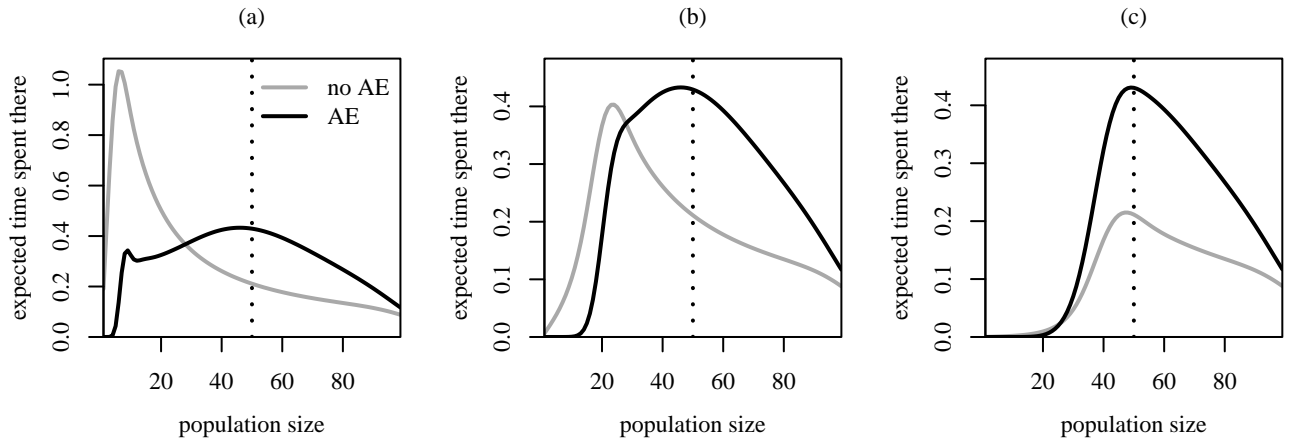 (a) (b) (c)
expected time spent there
0.0 0.2 0.4 0.6 0.8 1.0
no AE
AE
20 40 60 80
population size
expected time spent there
0.0 0.1 0.2 0.3 0.4
20 40 60 80
population size
expected time spent there
0.0 0.1 0.2 0.3 0.4
20 40 60 80
population size